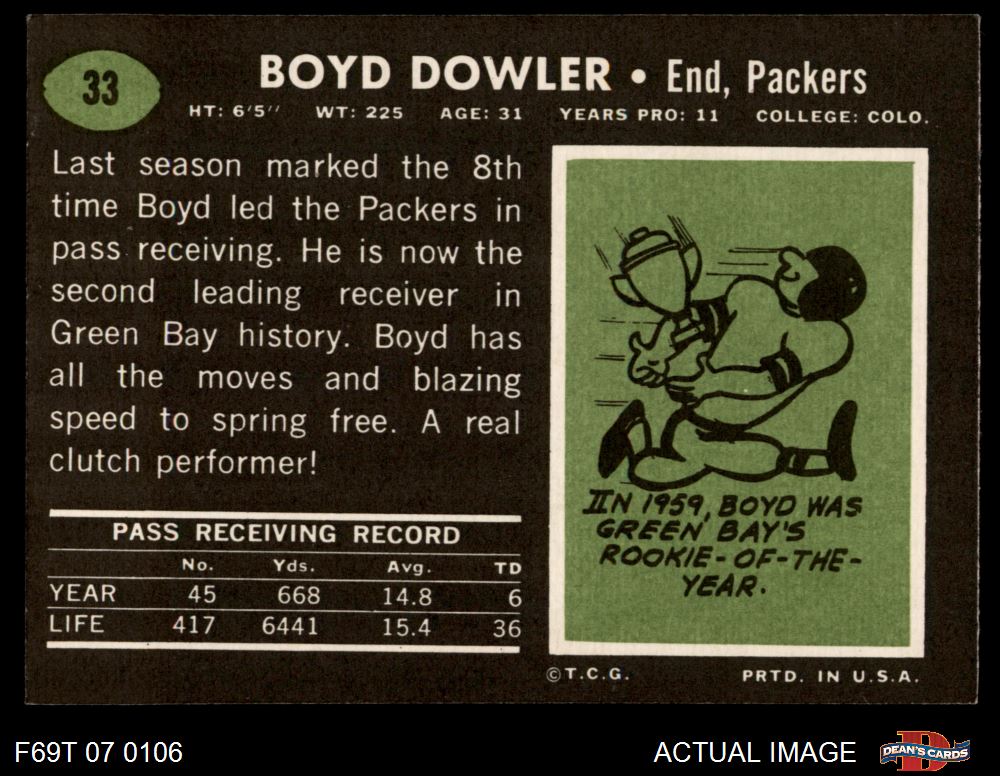 33
BOYD DOWLER • End, Packers
HT: 6'5'' WT: 225 AGE: 31 YEARS PRO: 11 COLLEGE: COLO.
Last season marked the 8th
time Boyd led the Packers in
pass receiving. He is now the
second leading receiver in
Green Bay history. Boyd has
all the moves and blazing
speed to spring free. A real
clutch performer!
PASS RECEIVING RECORD
No. Yds. Avg. TD
YEAR 45 668 14.8 6
LIFE 417 6441 15.4 36
IN 1959, BOYD WAS
GREEN BAY'S
ROOKIE-OF-THE-
YEAR.
©T.C.G. PRTD. IN U.S.A.
F69T 07 0106
ACTUAL IMAGE
D
DEAN'S CARDS